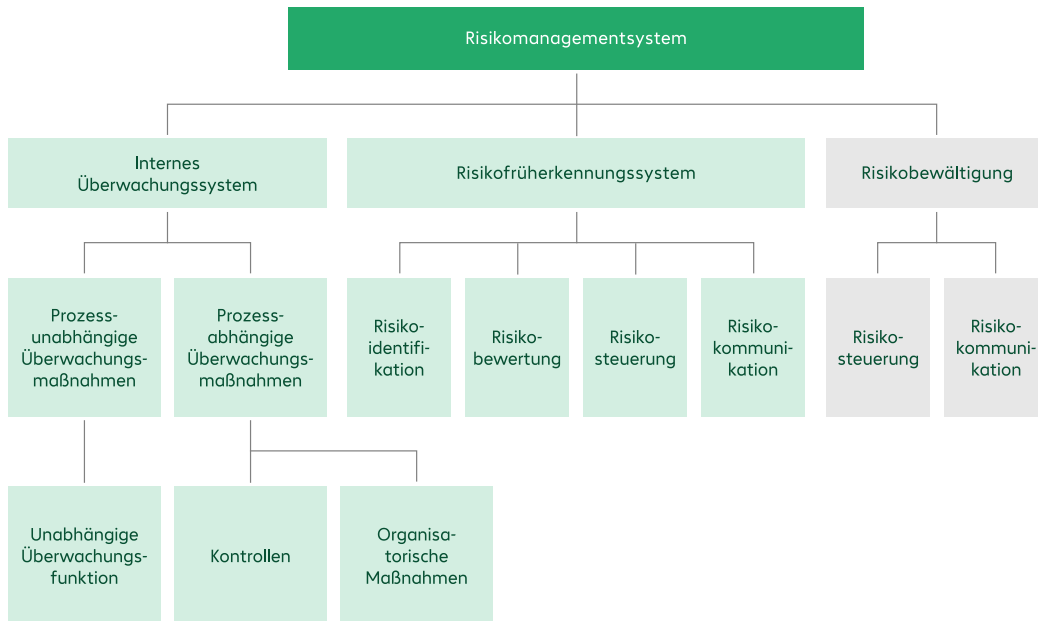 Risikomanagementsystem
Internes
Überwachungssystem
Risikofrüherkennungssystem
Risikobewältigung
Prozess-
unabhängige
Überwachungs-
maßnahmen
Prozess-
abhängige
Überwachungs-
maßnahmen
Risiko-
identifi-
kation
Risiko-
bewertung
Risiko-
steuerung
Risiko-
kommuni-
kation
Risiko-
steuerung
Risiko-
kommuni-
kation
Unabhängige
Überwachungs-
funktion
Kontrollen
Organisa-
torische
Maßnahmen